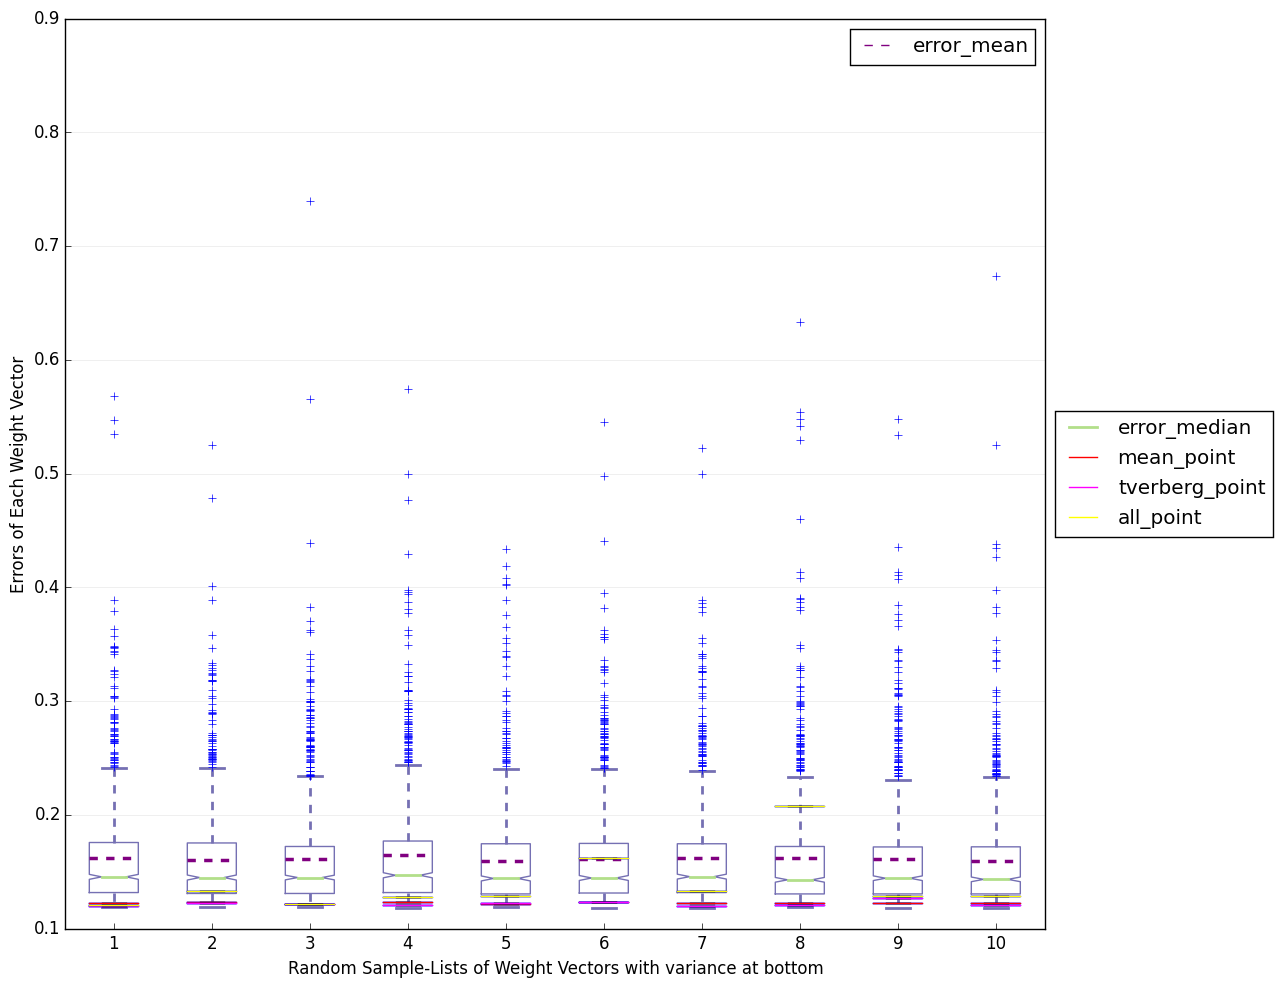 0.9
0.8
0.7
0.6
0.5
0.4
0.3
0.2
0.1
Errors of Each Weight Vector
error_mean
error_median
mean_point
tverberg_point
all_point
1 2 3 4 5 6 7 8 9 10
Random Sample-Lists of Weight Vectors with variance at bottom